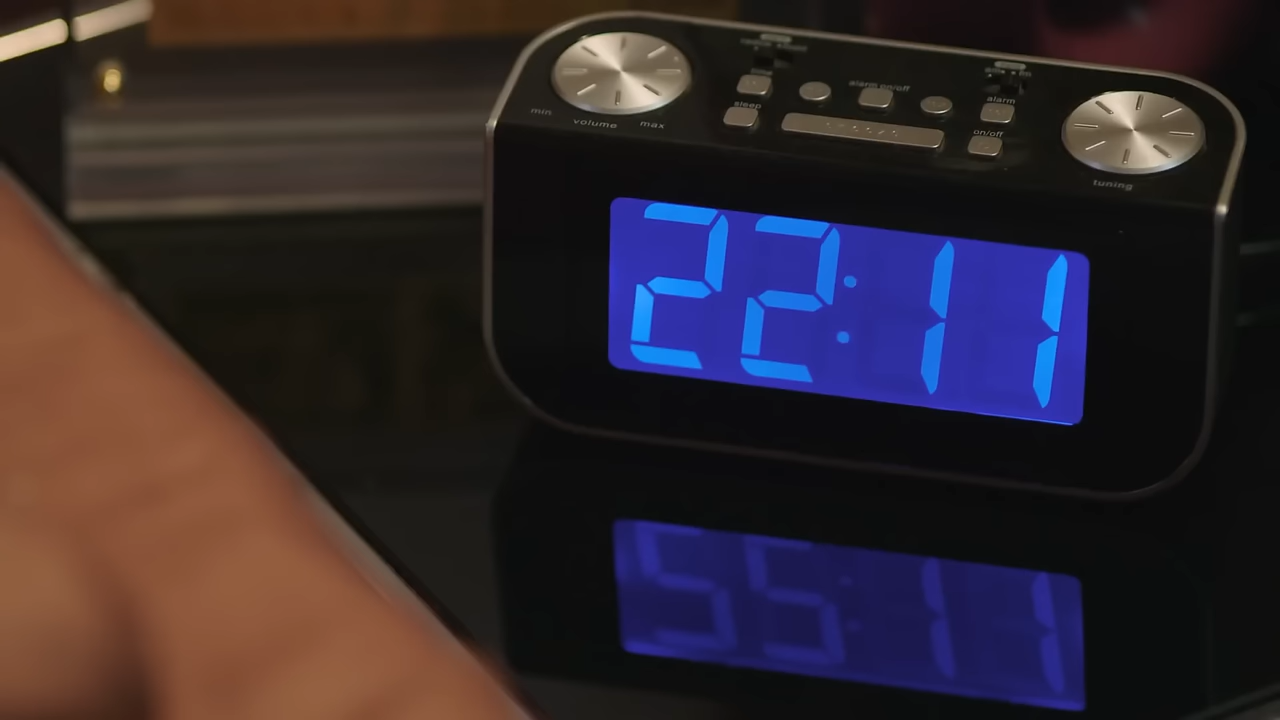 alarm on/off
sleep
alarm
min volume max
on/off
tuning
22:11